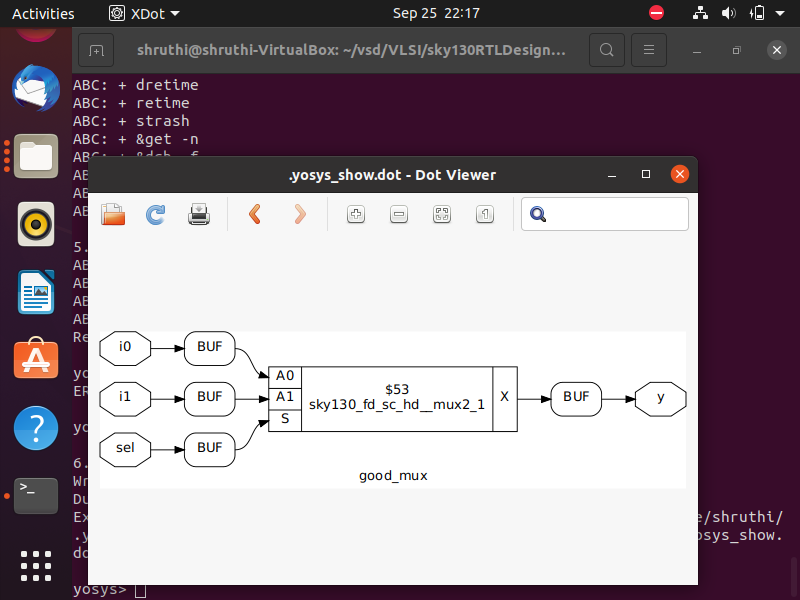 Activities XDot Sep 25 22:17
shruthi@shruthi-VirtualBox: ~/vsd/VLSI/sky130RTLDesign...
ABC: + dretime
ABC: + retime
ABC: + strash
ABC: + &get -n
.yosys_show.dot - Dot Viewer
AB
AB
AB
5.
AB
AB
AB
AB
Re
yo
ER
yo
6.
Wr
Du
Ex e/shruthi/
.y osys_show.
do
yosys>
i0 BUF
i1 BUF
sel BUF
A0
A1
S
$53
sky130_fd_sc_hd__mux2_1
X
BUF y
good_mux